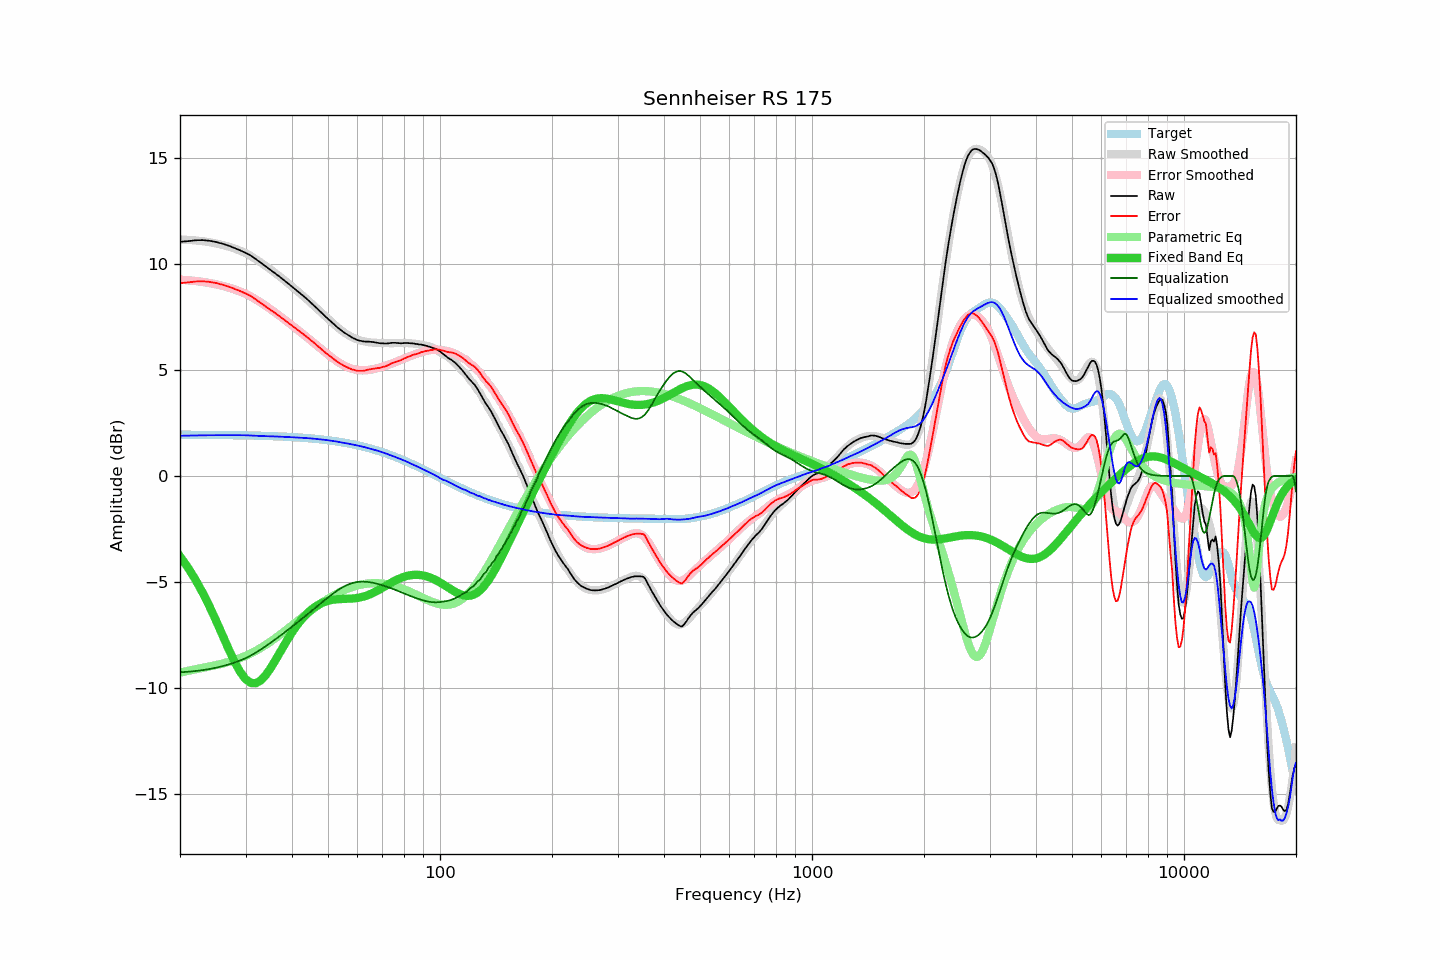 Sennheiser RS 175
Target
Raw Smoothed
Error Smoothed
Raw
Error
Parametric Eq
Fixed Band Eq
Equalization
Equalized smoothed
15
10
5
0
−5
−10
−15
Amplitude (dBr)
100
1000
10000
Frequency (Hz)